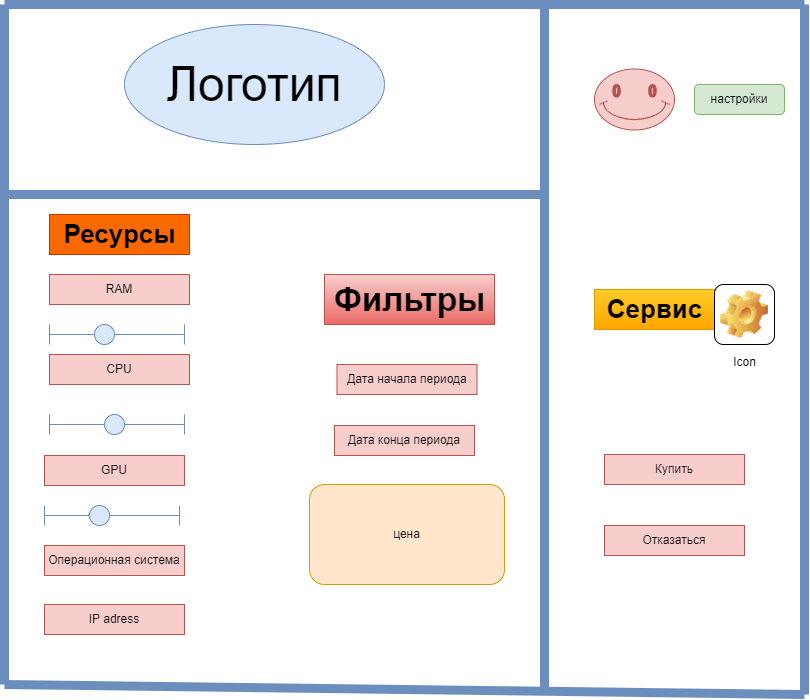 Логотип
настройки
Ресурсы
RAM
CPU
GPU
Операционная система
IP adress
Фильтры
Дата начала периода
Дата конца периода
цена
Сервис
Icon
Купить
Отказаться